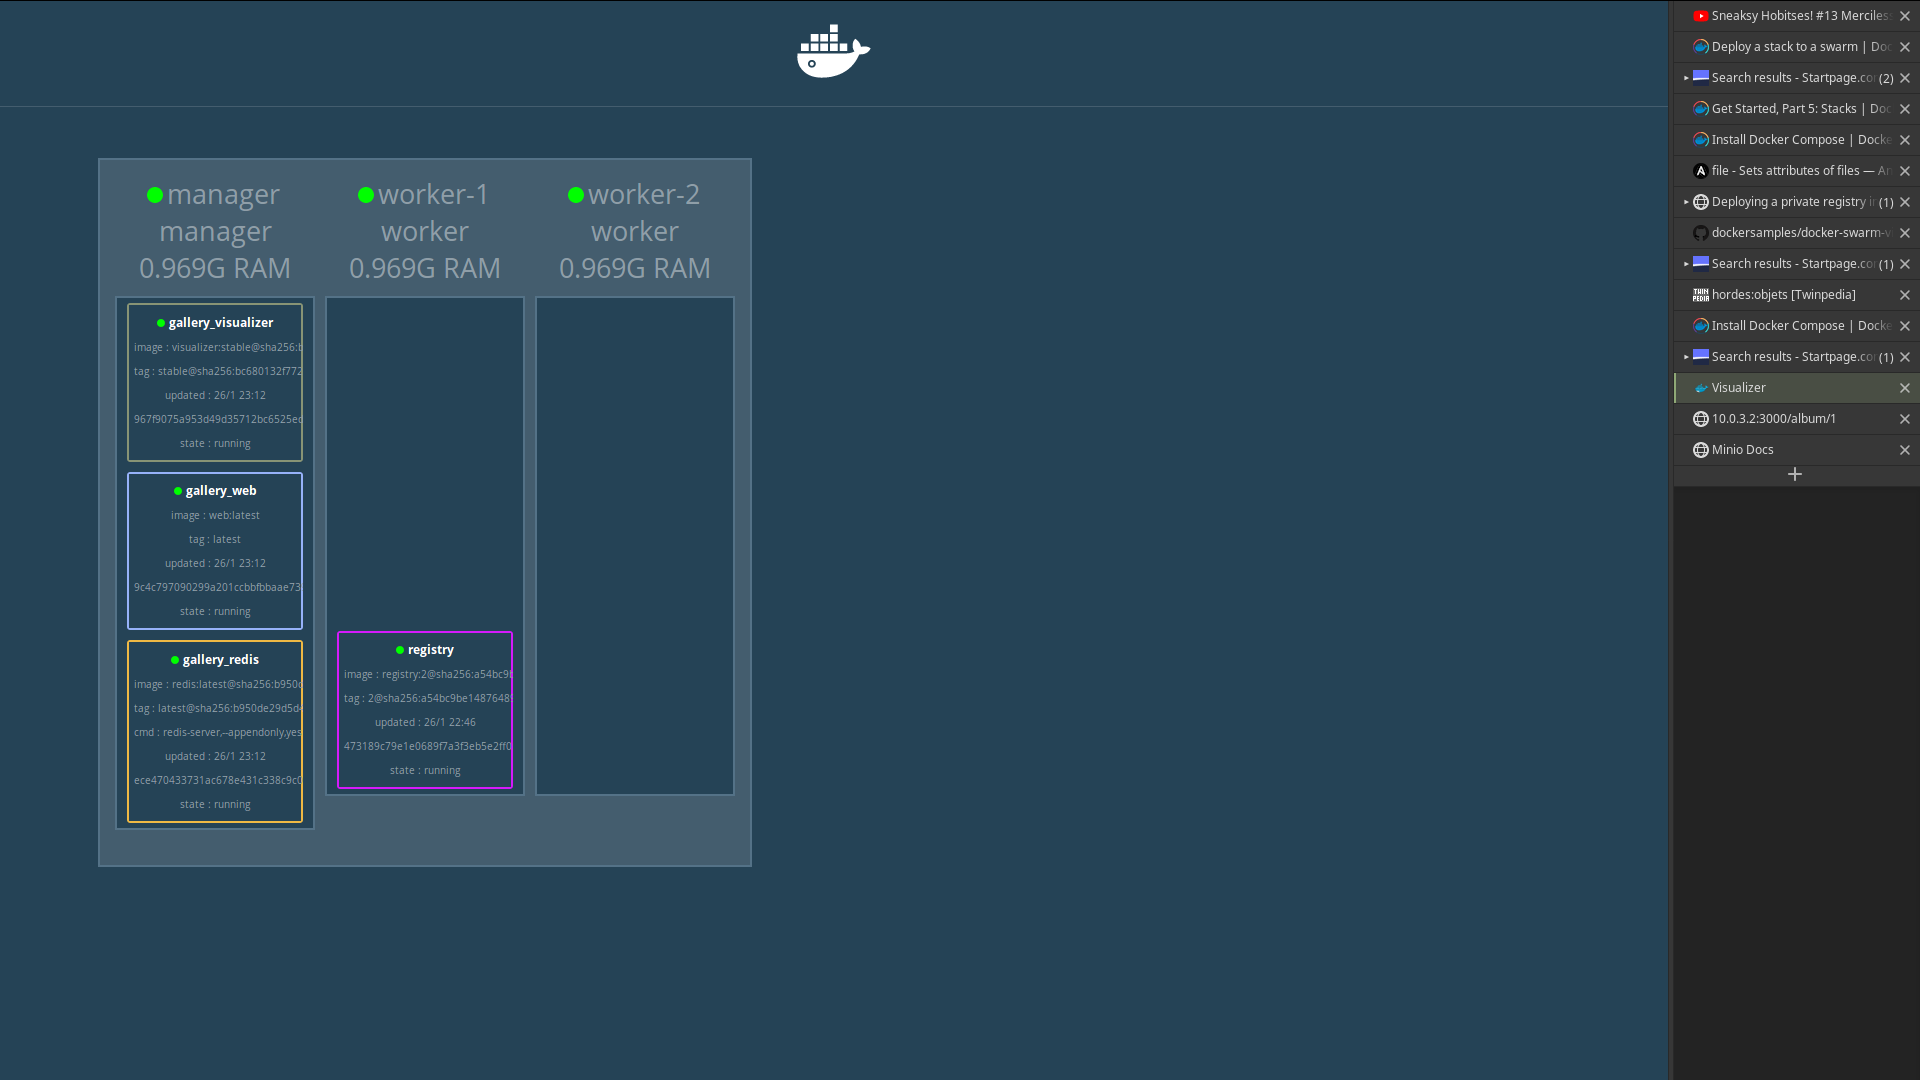 manager
manager
0.969G RAM
gallery_visualizer
image : visualizer:stable@sha256:
tag : stable@sha256:bc680132f772
updated : 26/1 23:12
967f9075a953d49d35712bc6525e
state : running
gallery_web
image : web:latest
tag : latest
updated : 26/1 23:12
9c4c797090299a201ccbbfbbaae73
state : running
gallery_redis
image : redis:latest@sha256:b950
tag : latest@sha256:b950de29d5d
cmd : redis-server,--appendonly,yes
updated : 26/1 23:12
ece470433731ac678e431c338c9c
state : running
worker-1
worker
0.969G RAM
registry
image : registry:2@sha256:a54bc9
tag : 2@sha256:a54bc9be1487648
updated : 26/1 22:46
473189c79e1e0689f7a3f3eb5e2ff0
state : running
worker-2
worker
0.969G RAM
Sneaksy Hobitses! #13 Merciles
Deploy a stack to a swarm | Doc
Search results - Startpage.co (2)
Get Started, Part 5: Stacks | Doc
Install Docker Compose | Docke
file - Sets attributes of files — An
Deploying a private registry i (1)
dockersamples/docker-swarm-v
Search results - Startpage.co (1)
hordes:objets [Twinpedia]
Install Docker Compose | Docke
Search results - Startpage.co (1)
Visualizer
10.0.3.2:3000/album/1
Minio Docs